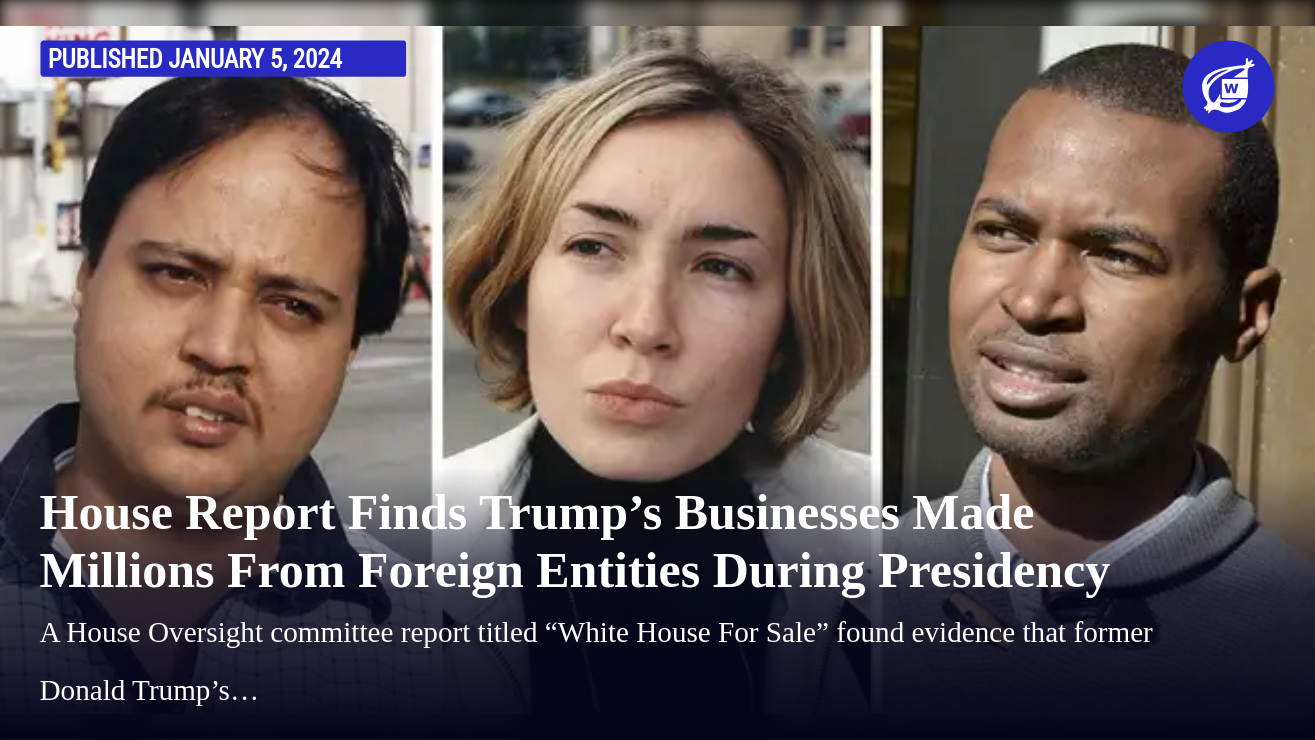 PUBLISHED JANUARY 5, 2024
W
House Report Finds Trump’s Businesses Made
Millions From Foreign Entities During Presidency
A House Oversight committee report titled “White House For Sale” found evidence that former
Donald Trump’s…